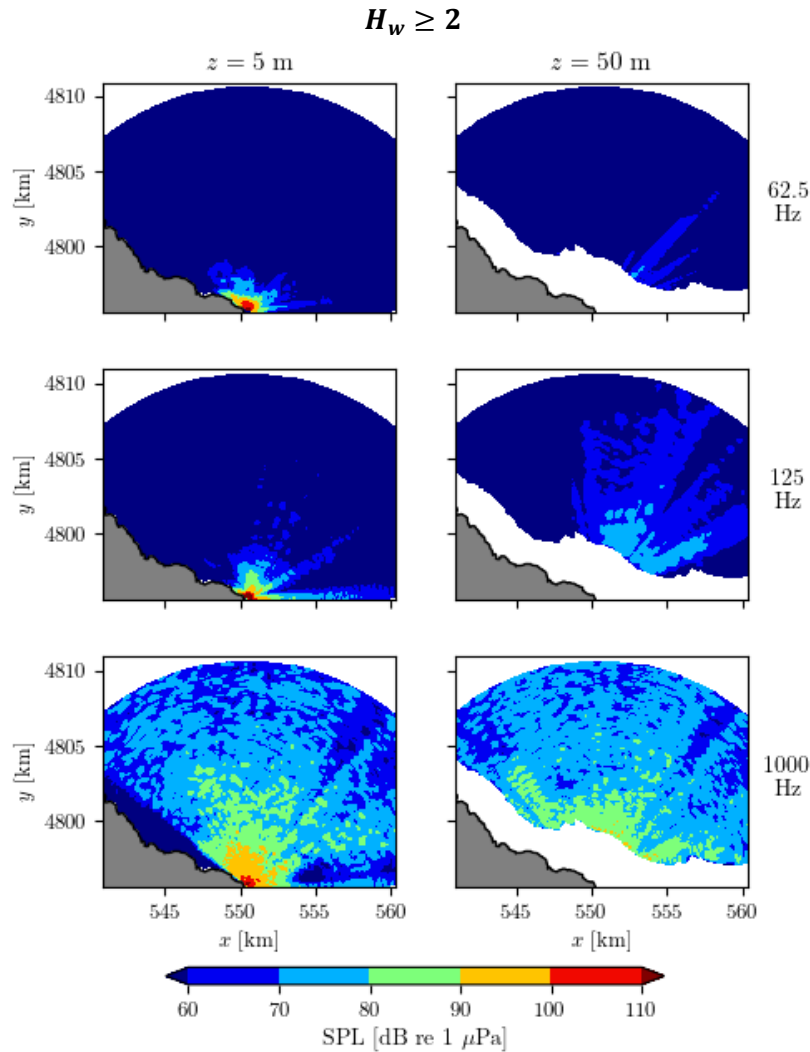 H_w ≥ 2
z = 5 m z = 50 m
4810
4805
4800
y [km]
62.5
Hz
4810
4805
4800
y [km]
125
Hz
4810
4805
4800
y [km]
1000
Hz
545 550 555 560 545 550 555 560
x [km] x [km]
60 70 80 90 100 110
SPL [dB re 1 μPa]